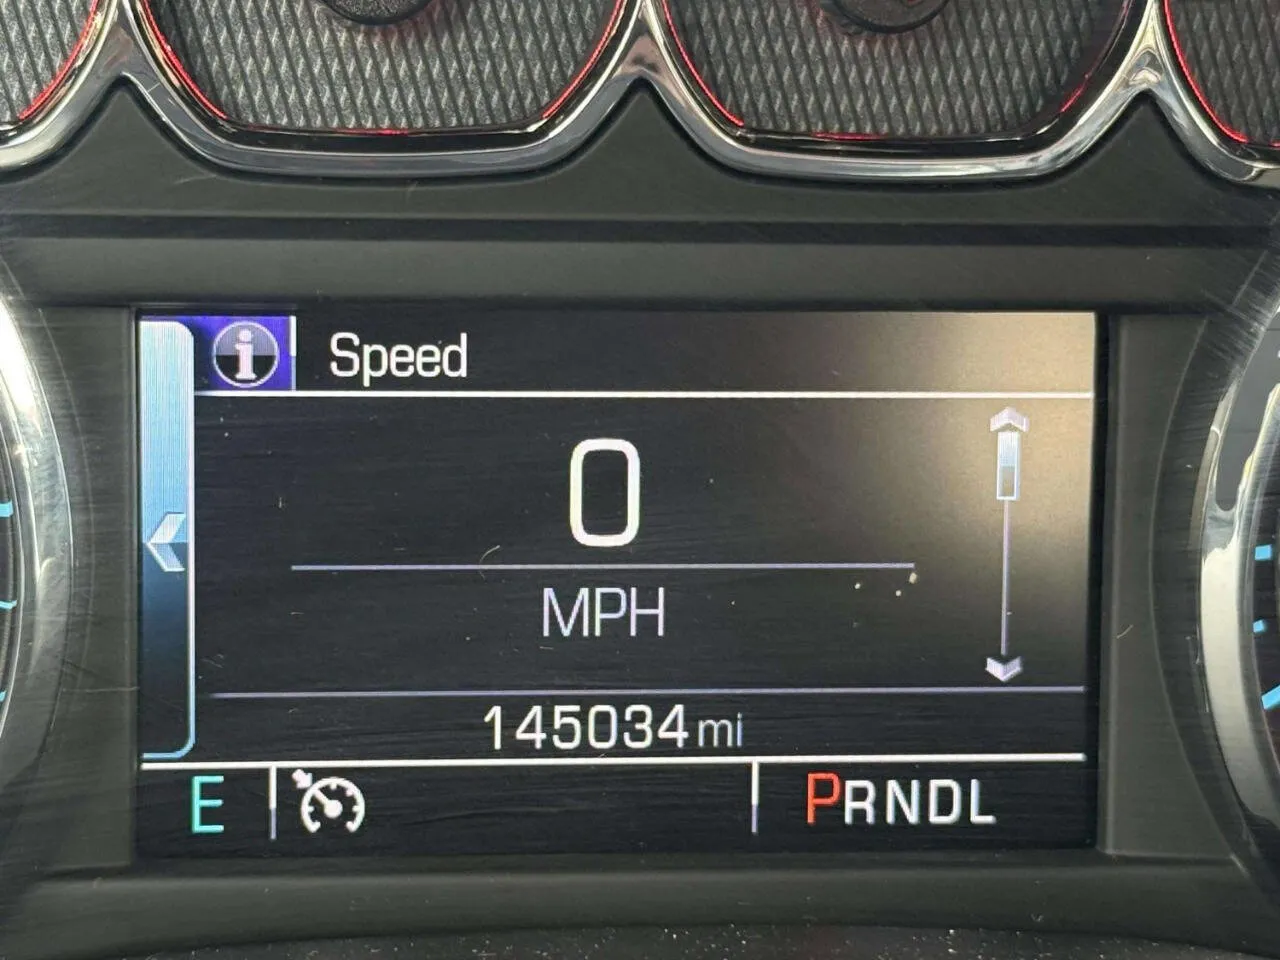 Speed
0
MPH
145034 mi
E
PRNDL